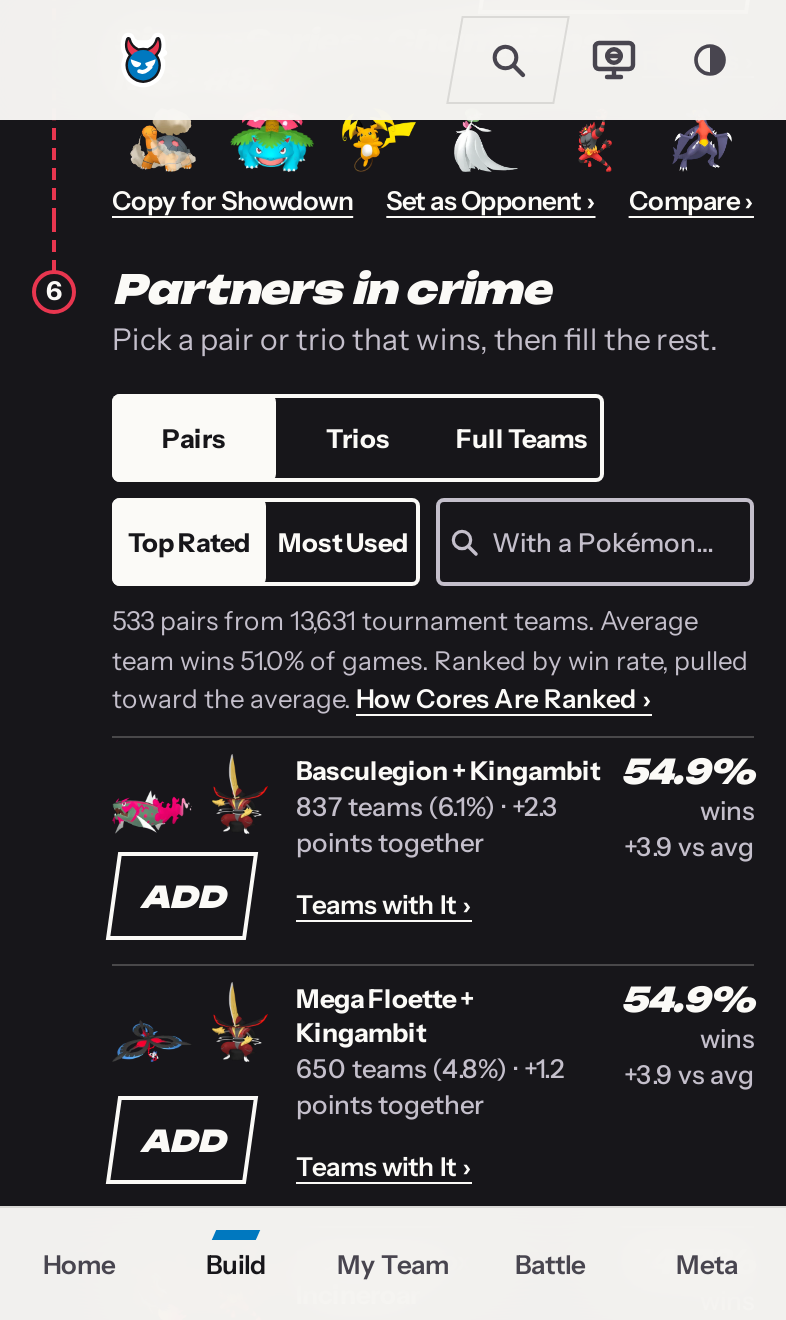 Copy for Showdown Set as Opponent › Compare ›
6
Partners in crime
Pick a pair or trio that wins, then fill the rest.
Pairs Trios Full Teams
Top Rated Most Used With a Pokémon...
533 pairs from 13,631 tournament teams. Average
team wins 51.0% of games. Ranked by win rate, pulled
toward the average. How Cores Are Ranked ›
Basculegion + Kingambit 54.9%
837 teams (6.1%) · +2.3 wins
points together +3.9 vs avg
ADD
Teams with It ›
Mega Floette + 54.9%
Kingambit wins
650 teams (4.8%) · +1.2 +3.9 vs avg
points together
ADD
Teams with It ›
Home Build My Team Battle Meta